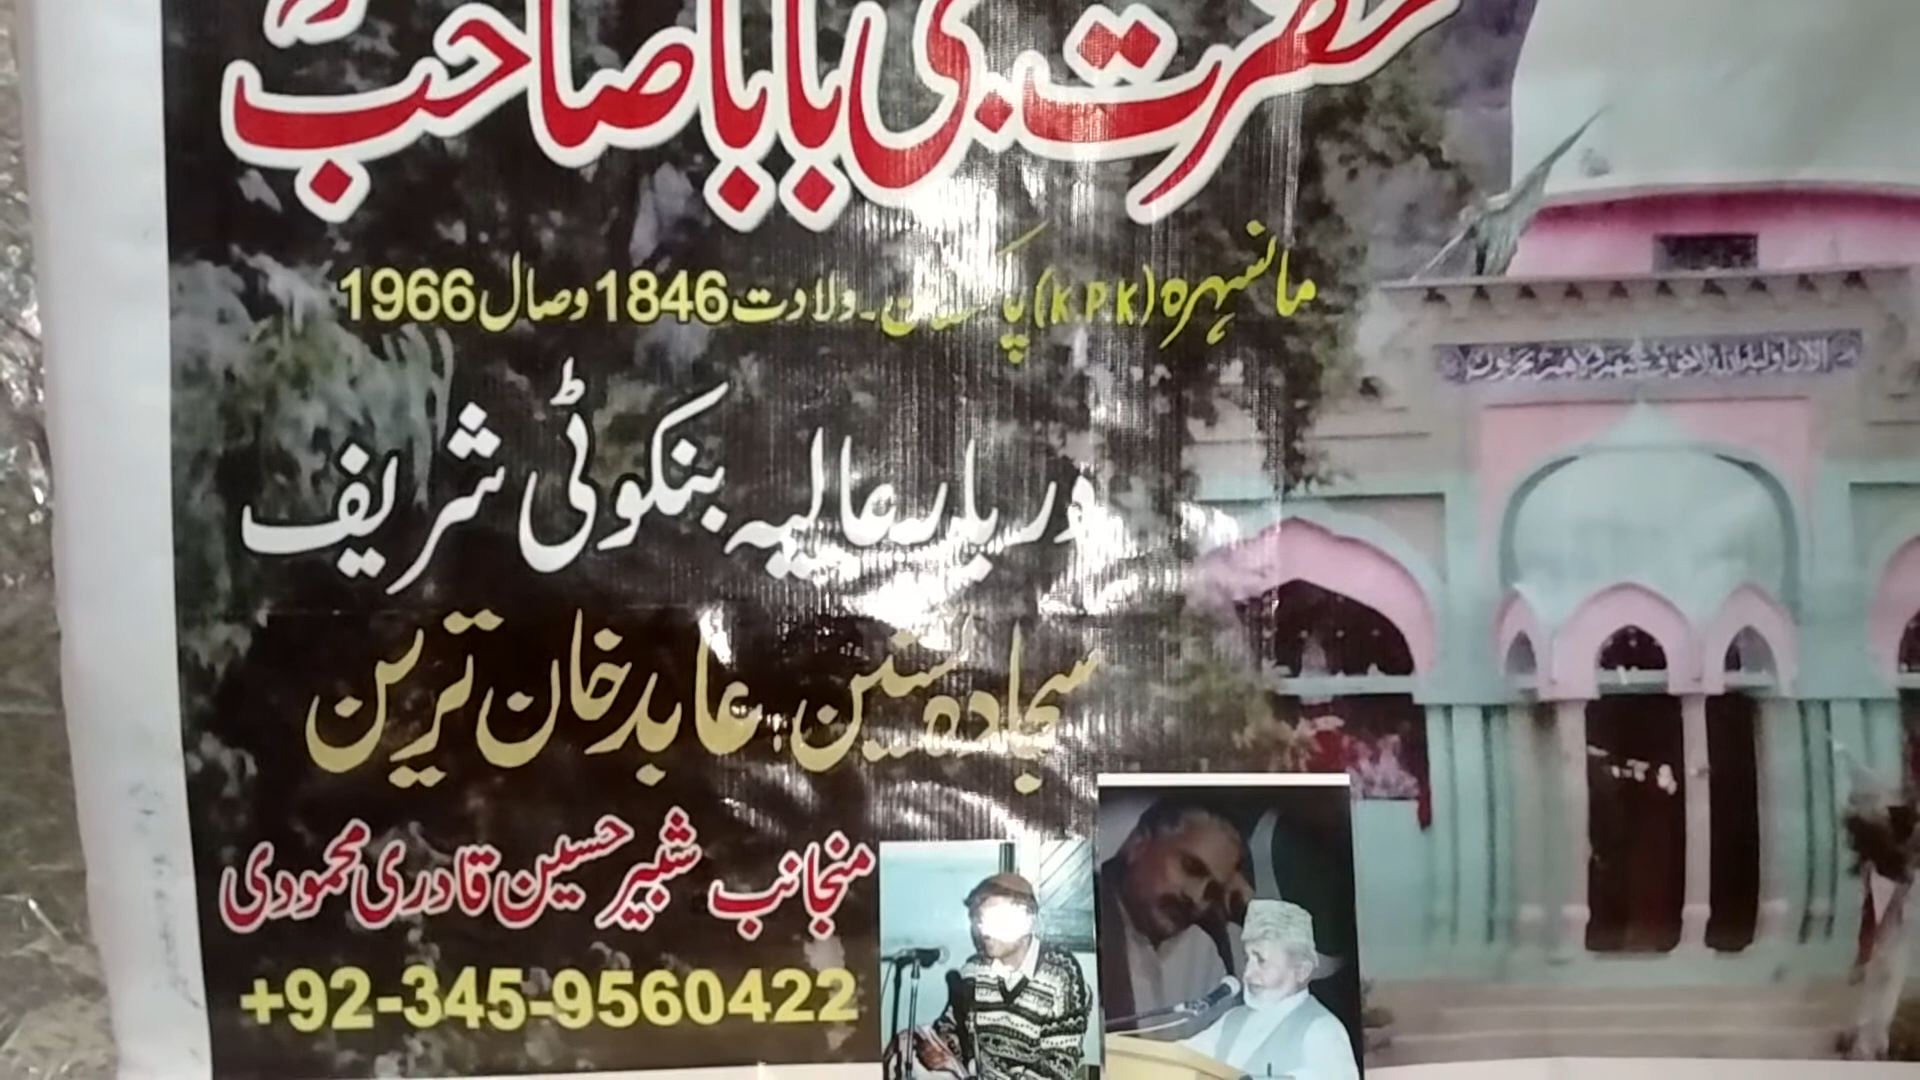 حضرت بی بابا صاحبؒ
مانسہرہ (K.P.K) پاکستان۔ ولادت 1846 وصال 1966
دربار عالیہ بنکوٹی شریف
سجادہ نشین، عابد خان ترین
منجانب شبیر حسین قادری محمودی
+92-345-9560422